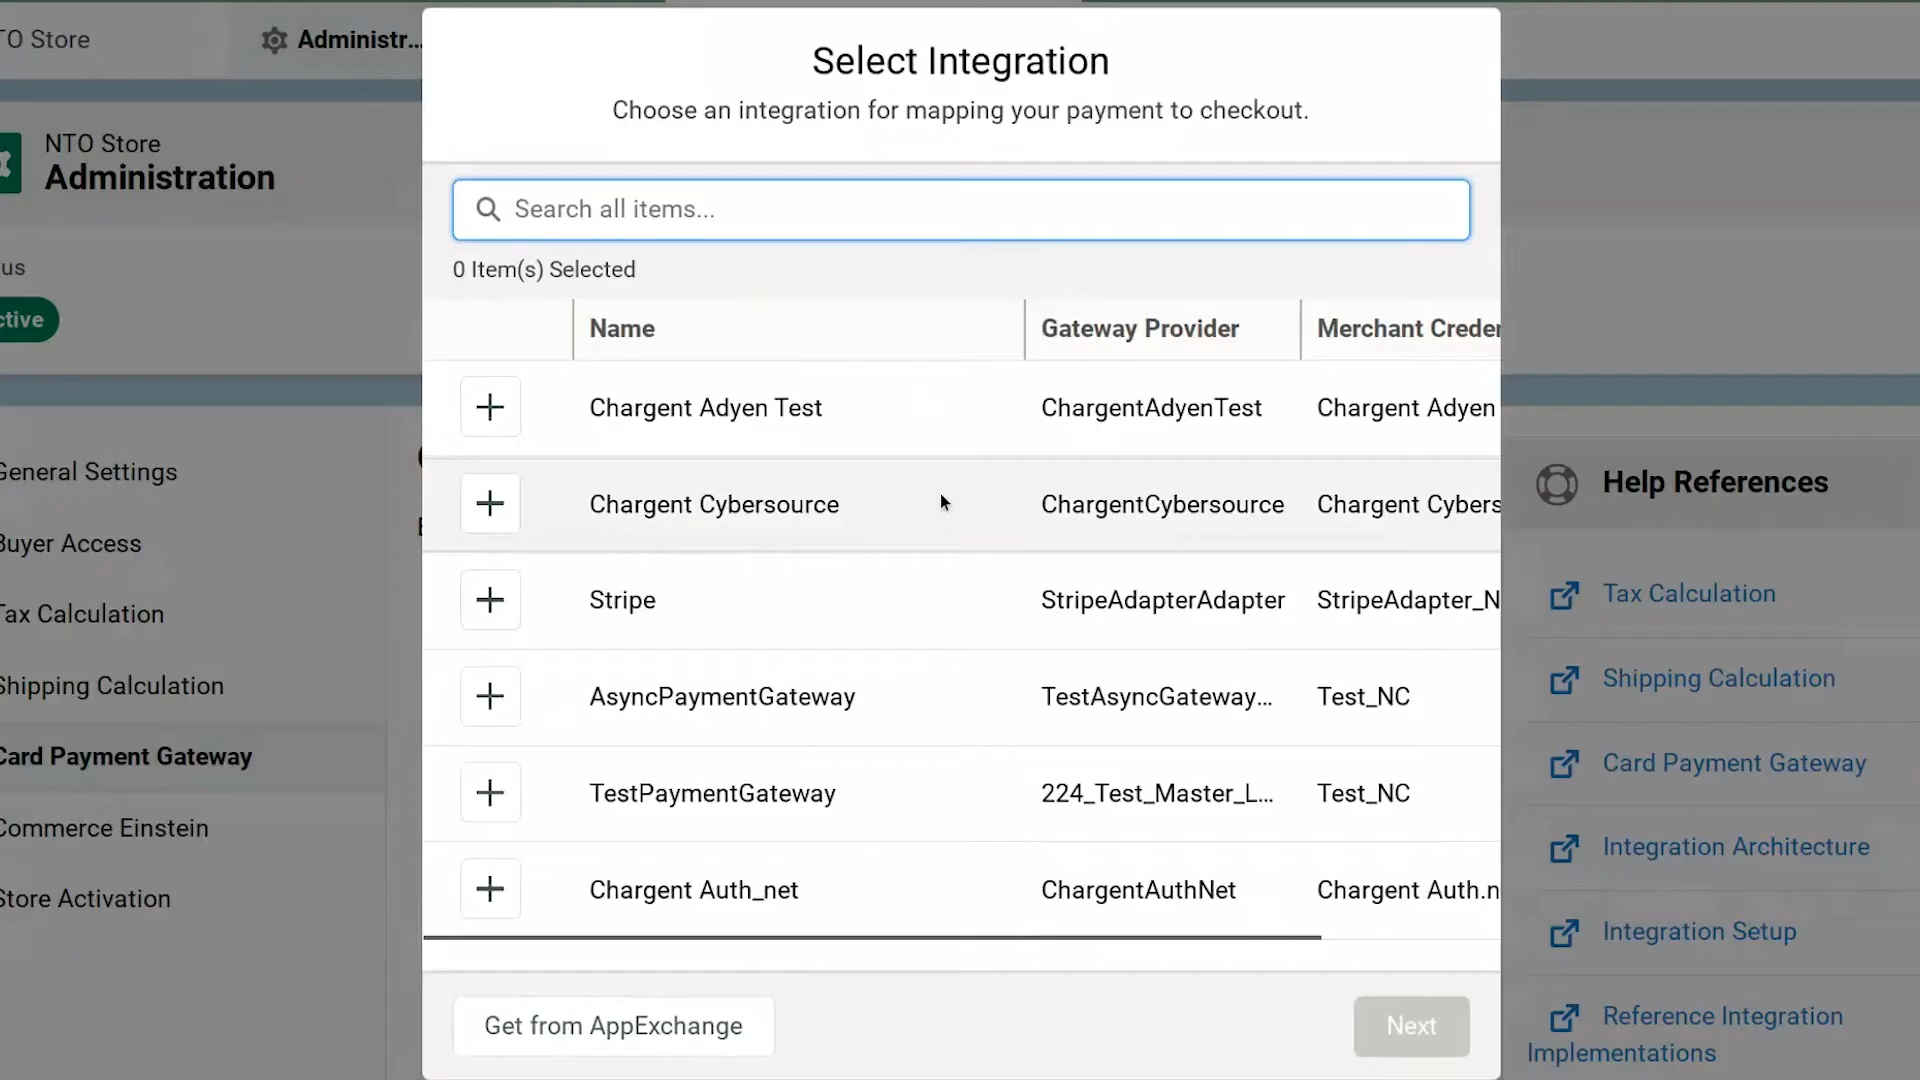 TO Store
Administr...
NTO Store
Administration
us
ctive
General Settings
Buyer Access
Tax Calculation
Shipping Calculation
Card Payment Gateway
Commerce Einstein
Store Activation
Select Integration
Choose an integration for mapping your payment to checkout.
Search all items...
0 Item(s) Selected
Name Gateway Provider Merchant Creden
Chargent Adyen Test ChargentAdyenTest Chargent Adyen
Chargent Cybersource ChargentCybersource Chargent Cybers
Stripe StripeAdapterAdapter StripeAdapter_N
AsyncPaymentGateway TestAsyncGateway... Test_NC
TestPaymentGateway 224_Test_Master_L... Test_NC
Chargent Auth_net ChargentAuthNet Chargent Auth.n
Get from AppExchange
Next
Help References
Tax Calculation
Shipping Calculation
Card Payment Gateway
Integration Architecture
Integration Setup
Reference Integration
Implementations